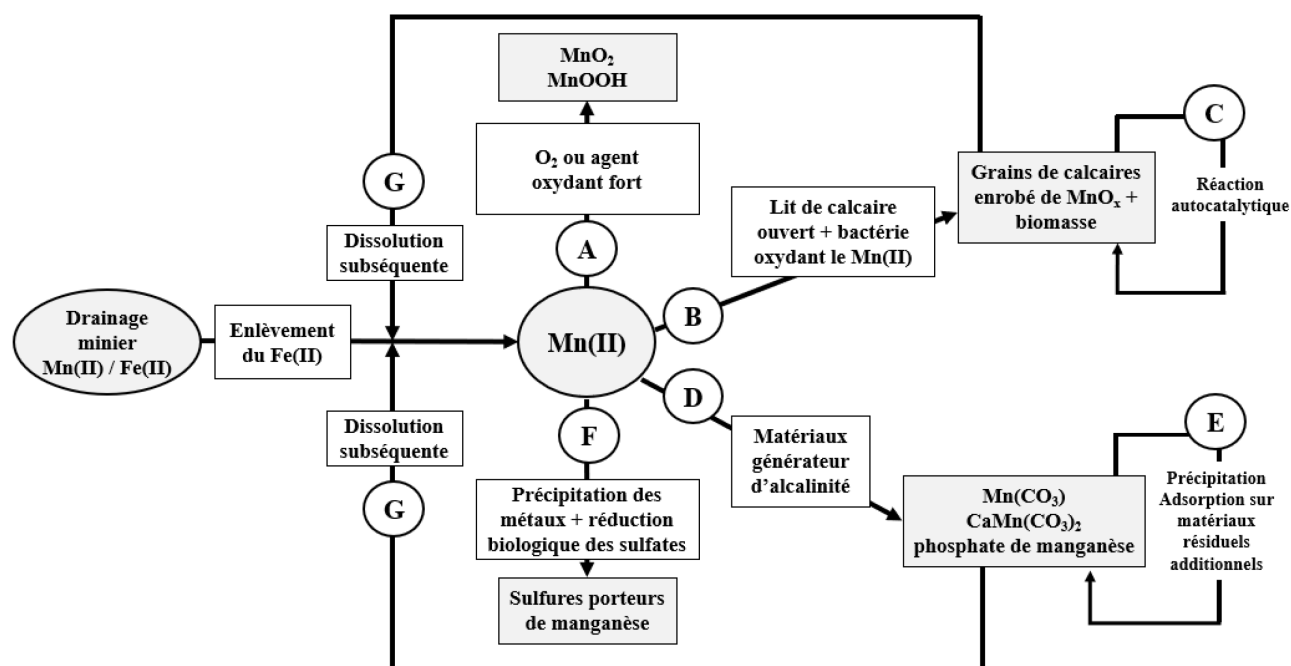 MnO₂
MnOOH
O₂ ou agent
oxydant fort
A
G
Dissolution
subséquente
Drainage
minier
Mn(II) / Fe(II)
Enlèvement
du Fe(II)
Mn(II)
B
Lit de calcaire
ouvert + bactérie
oxydant le Mn(II)
Grains de calcaires
enrobé de MnOₓ +
biomasse
C
Réaction
autocatalytique
D
Matériaux
générateur
d’alcalinité
Mn(CO₃)
CaMn(CO₃)₂
phosphate de manganèse
E
Précipitation
Adsorption sur
matériaux
résiduels
additionnels
F
Précipitation des
métaux + réduction
biologique des sulfates
Sulfures porteurs
de manganèse
Dissolution
subséquente
G